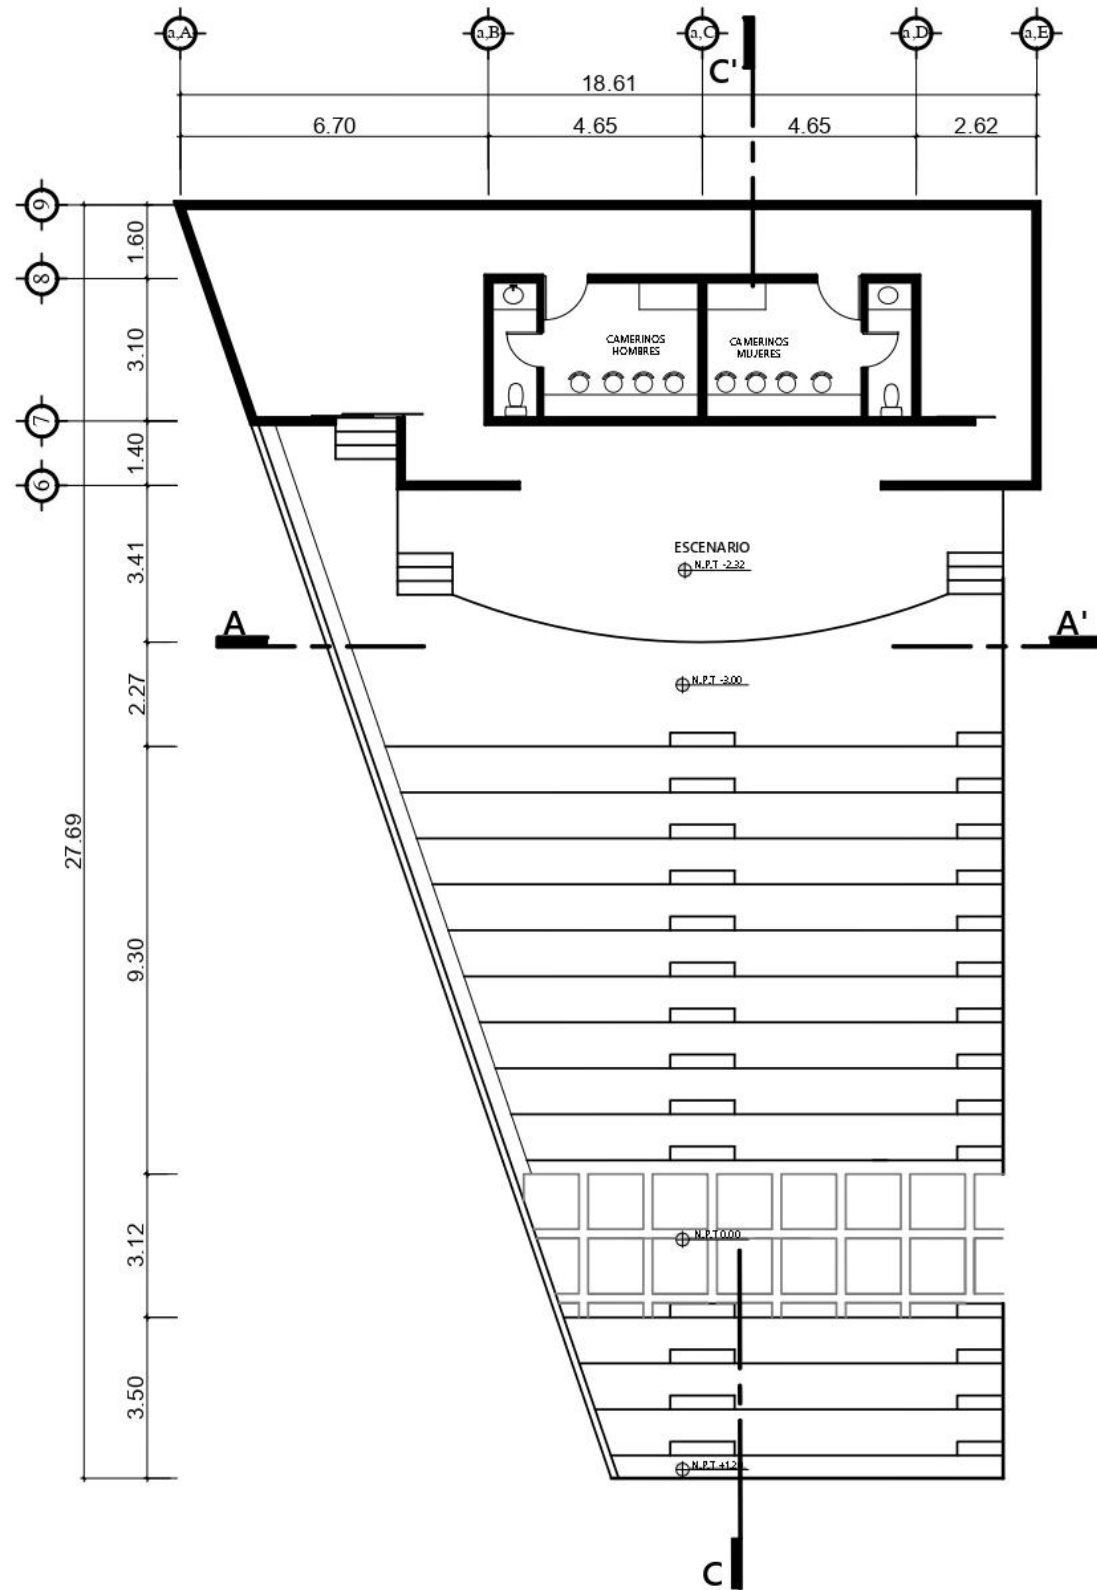 a,A
a,B
a,C
a,D
a,E
C'
18.61
6.70
4.65
4.65
2.62
9
1.60
8
3.10
CAMERINOS
HOMBRES
CAMERINOS
MUJERES
7
1.40
6
3.41
ESCENARIO
N.P.T -2.32
A
A'
2.27
N.P.T -3.00
27.69
9.30
3.12
N.P.T 0.00
3.50
C